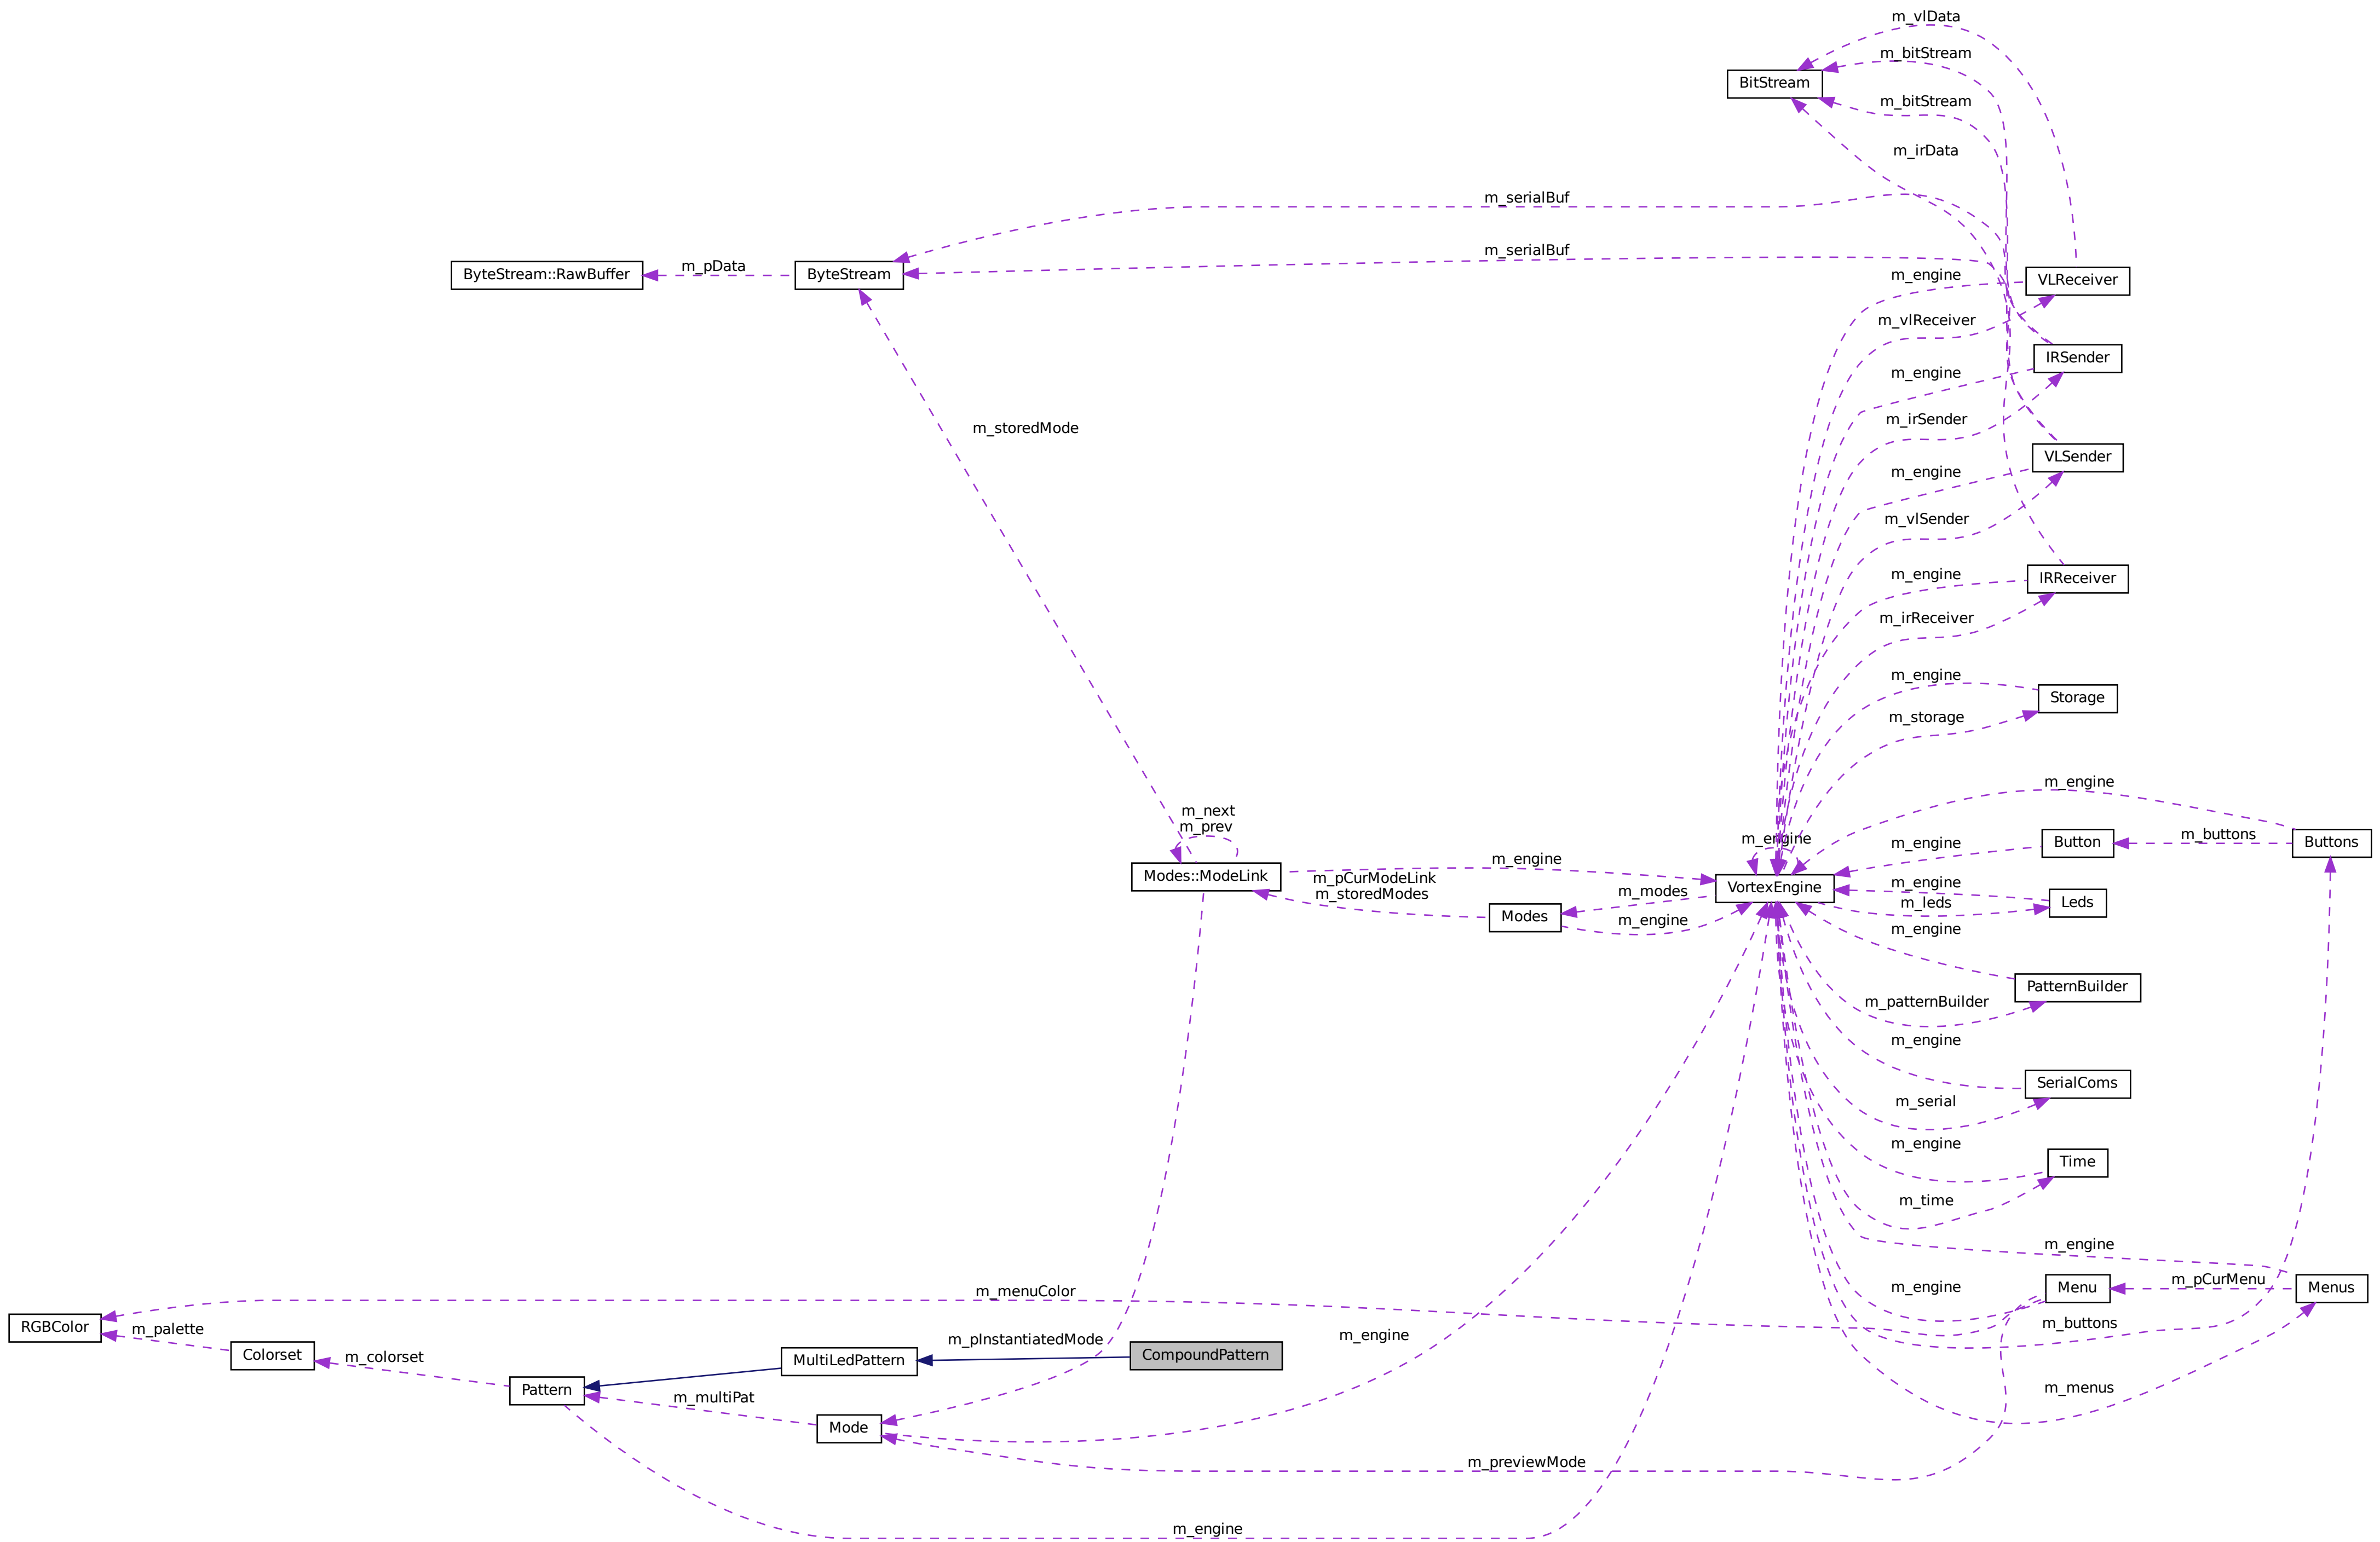 m_vlData
m_bitStream
BitStream
m_bitStream
m_irData
m_serialBuf
m_serialBuf
ByteStream::RawBuffer
m_pData
ByteStream
m_engine
VLReceiver
m_vlReceiver
IRSender
m_engine
m_irSender
m_storedMode
VLSender
m_engine
m_vlSender
m_engine
IRReceiver
m_irReceiver
m_engine
Storage
m_storage
m_engine
m_next
m_prev
m_engine
m_engine
Button
m_buttons
Buttons
m_engine
Modes::ModeLink
m_pCurModeLink
m_storedModes
VortexEngine
m_modes
m_engine
m_leds
Leds
Modes
m_engine
m_engine
PatternBuilder
m_patternBuilder
m_engine
SerialComs
m_serial
m_engine
Time
m_time
m_engine
m_menuColor
m_engine
Menu
m_pCurMenu
Menus
RGBColor
m_palette
m_buttons
m_engine
Colorset
m_colorset
m_pInstantiatedMode
MultiLedPattern
CompoundPattern
Pattern
m_multiPat
m_menus
Mode
m_previewMode
m_engine